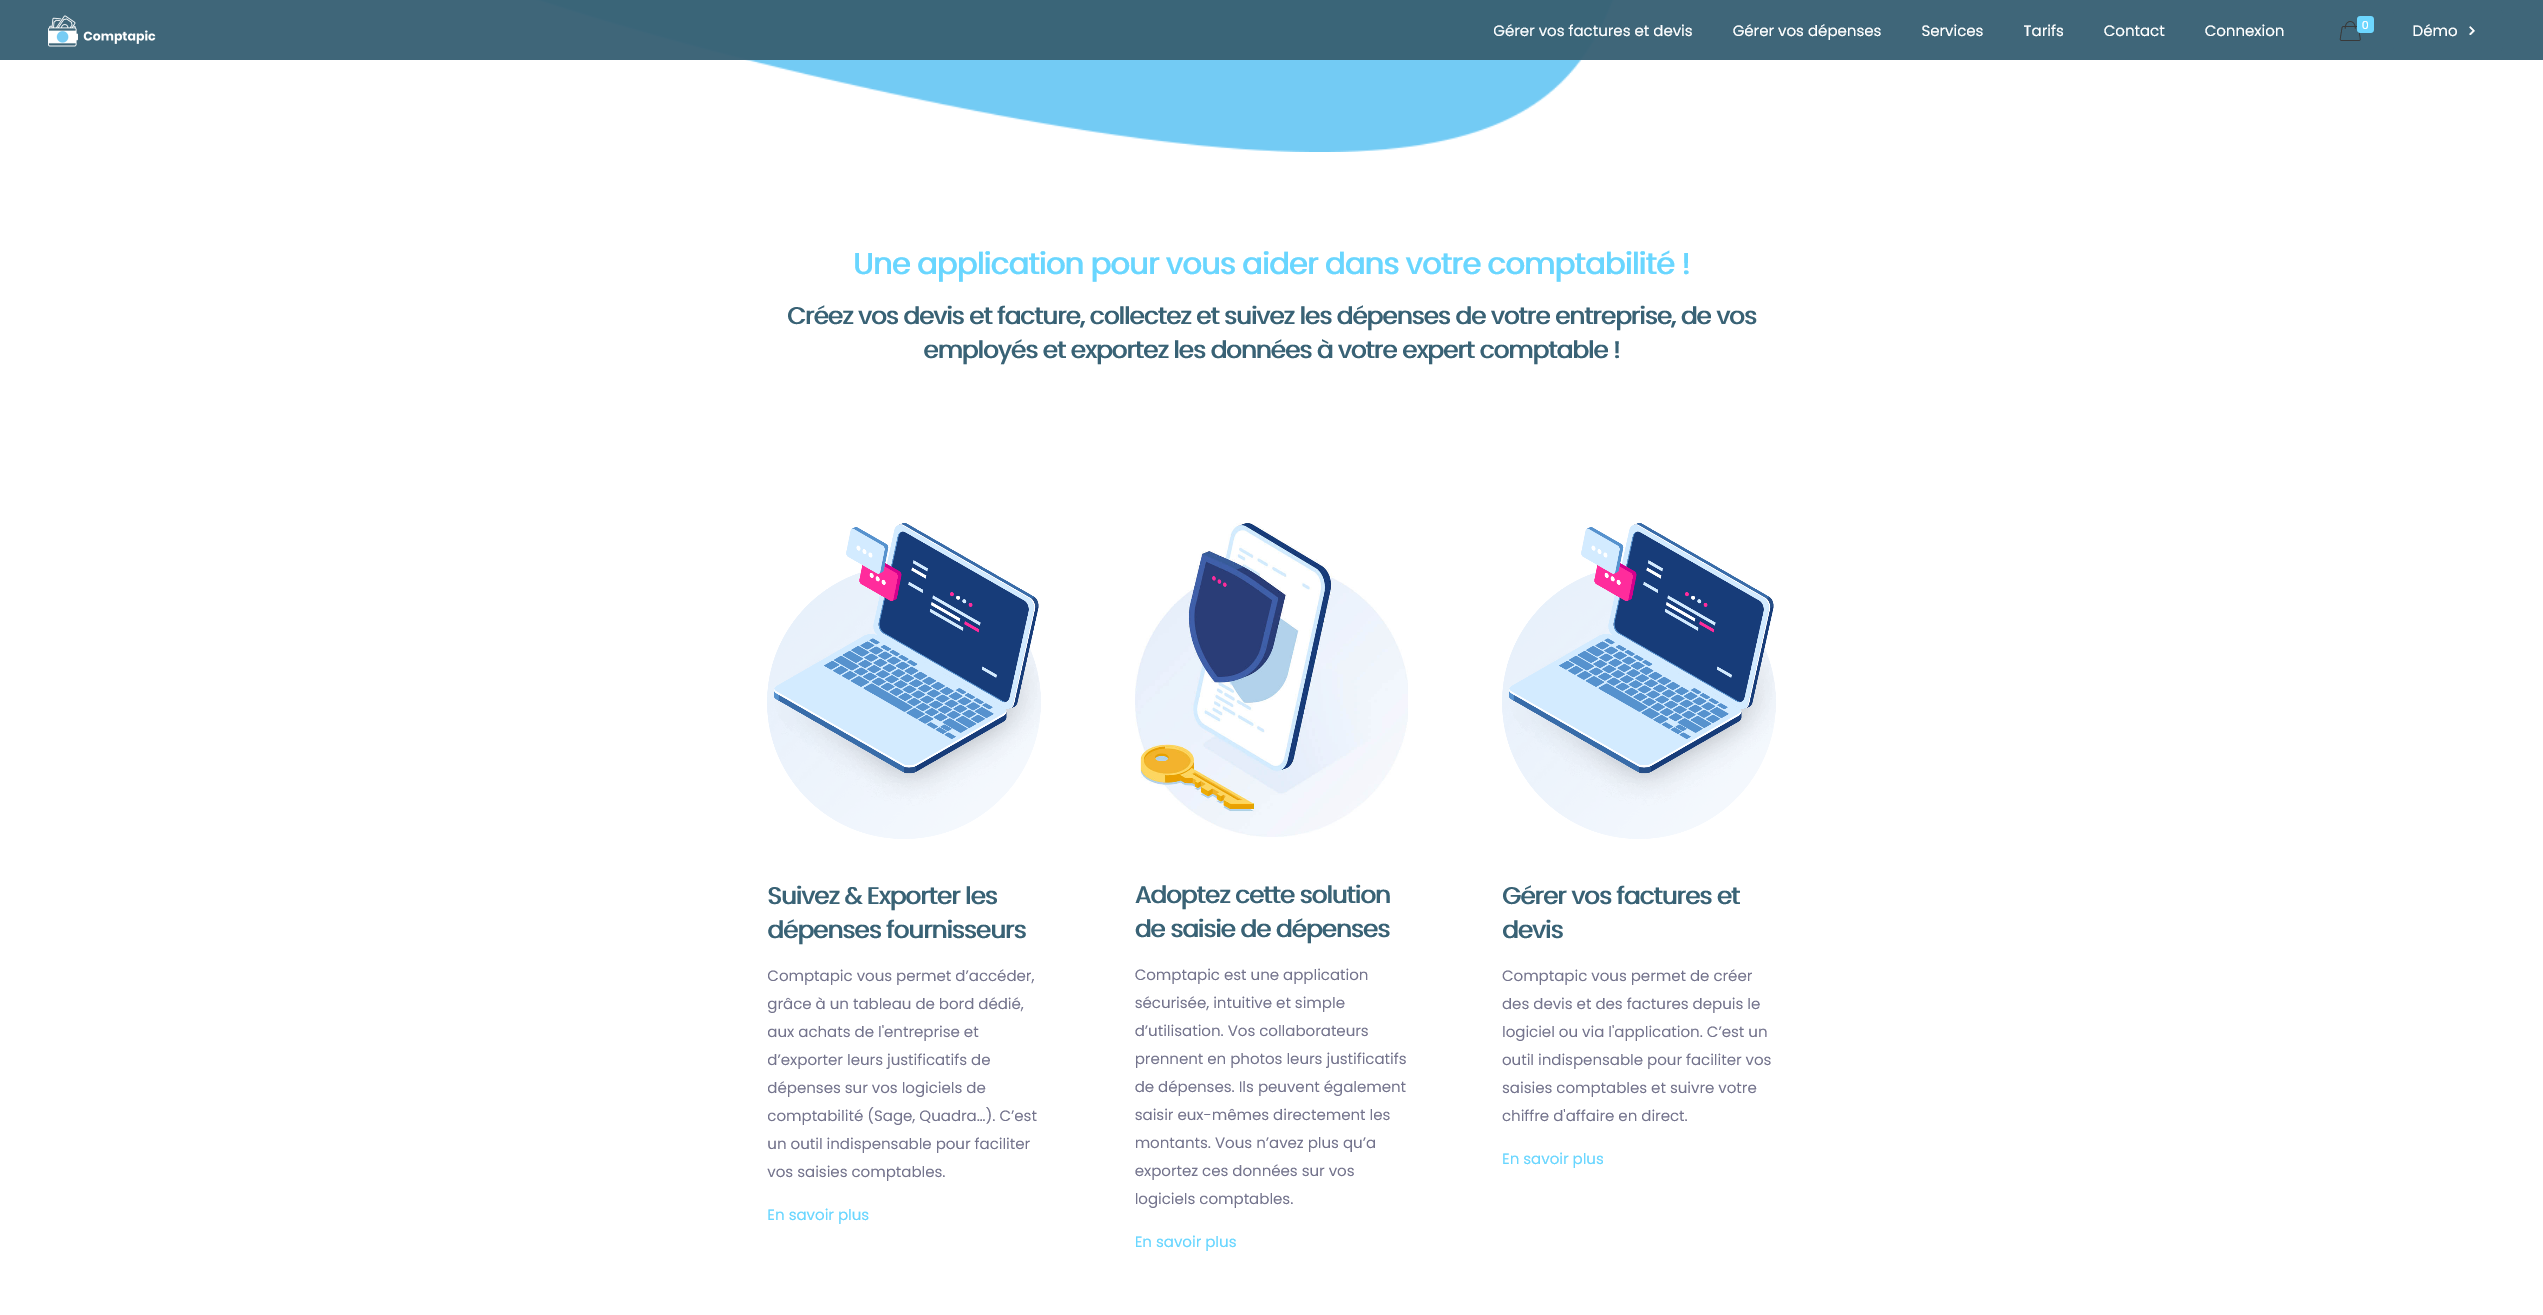 Comptapic
Gérer vos factures et devis
Gérer vos dépenses
Services
Tarifs
Contact
Connexion
0
Démo
Une application pour vous aider dans votre comptabilité !
Créez vos devis et facture, collectez et suivez les dépenses de votre entreprise, de vos
employés et exportez les données à votre expert comptable !
Suivez & Exporter les
dépenses fournisseurs
Comptapic vous permet d’accéder,
grâce à un tableau de bord dédié,
aux achats de l'entreprise et
d’exporter leurs justificatifs de
dépenses sur vos logiciels de
comptabilité (Sage, Quadra…). C’est
un outil indispensable pour faciliter
vos saisies comptables.
En savoir plus
Adoptez cette solution
de saisie de dépenses
Comptapic est une application
sécurisée, intuitive et simple
d’utilisation. Vos collaborateurs
prennent en photos leurs justificatifs
de dépenses. Ils peuvent également
saisir eux-mêmes directement les
montants. Vous n’avez plus qu’a
exportez ces données sur vos
logiciels comptables.
En savoir plus
Gérer vos factures et
devis
Comptapic vous permet de créer
des devis et des factures depuis le
logiciel ou via l'application. C’est un
outil indispensable pour faciliter vos
saisies comptables et suivre votre
chiffre d'affaire en direct.
En savoir plus